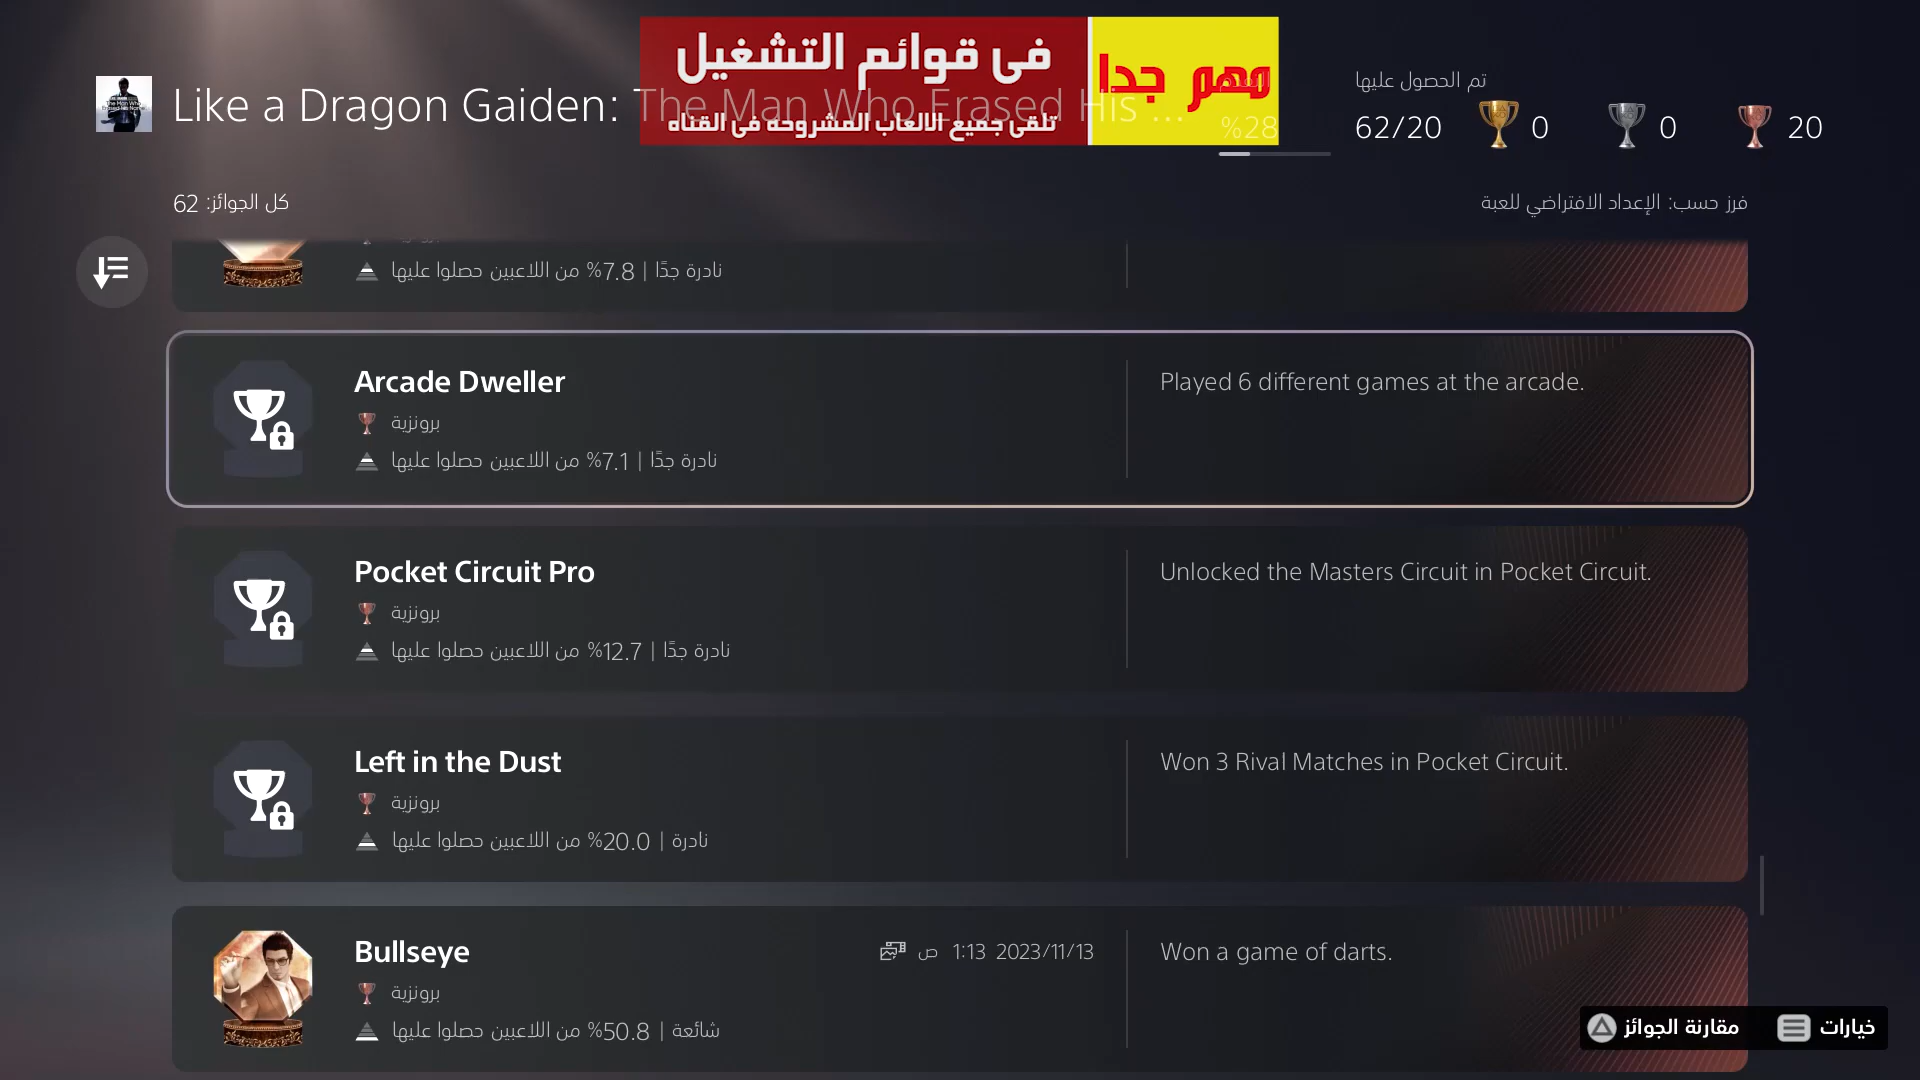 فى قوائم التشغيل
مهم جدا
تلقى جميع الالعاب المشروحه فى القناه
Like a Dragon Gaiden: The Man Who Erased His ...
%28
تم الحصول عليها
62/20
0
0
20
كل الجوائز: 62
فرز حسب: الإعداد الافتراضي للعبة
نادرة جدًا | 7.8% من اللاعبين حصلوا عليها
Arcade Dweller
برونزية
نادرة جدًا | 7.1% من اللاعبين حصلوا عليها
Played 6 different games at the arcade.
Pocket Circuit Pro
برونزية
نادرة جدًا | 12.7% من اللاعبين حصلوا عليها
Unlocked the Masters Circuit in Pocket Circuit.
Left in the Dust
برونزية
نادرة | 20.0% من اللاعبين حصلوا عليها
Won 3 Rival Matches in Pocket Circuit.
Bullseye
2023/11/13 1:13 ص
برونزية
شائعة | 50.8% من اللاعبين حصلوا عليها
Won a game of darts.
مقارنة الجوائز
خيارات